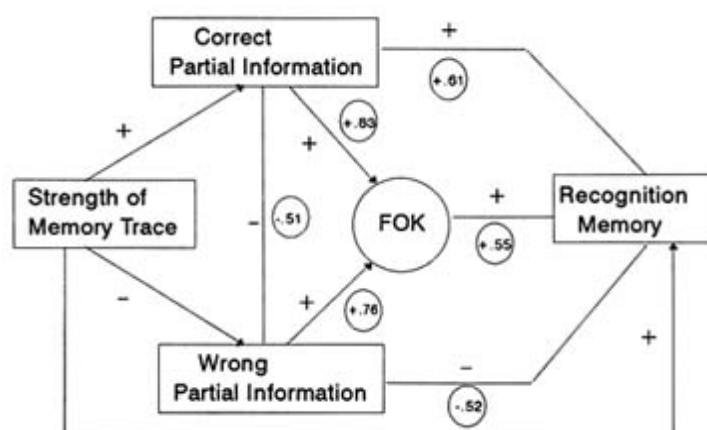 Correct
Partial Information
+
+.61
+
+.83
+
Strength of
Memory Trace
-
-.51
FOK
+
+.55
Recognition
Memory
-
+
+.76
+
Wrong
Partial Information
-
-.52